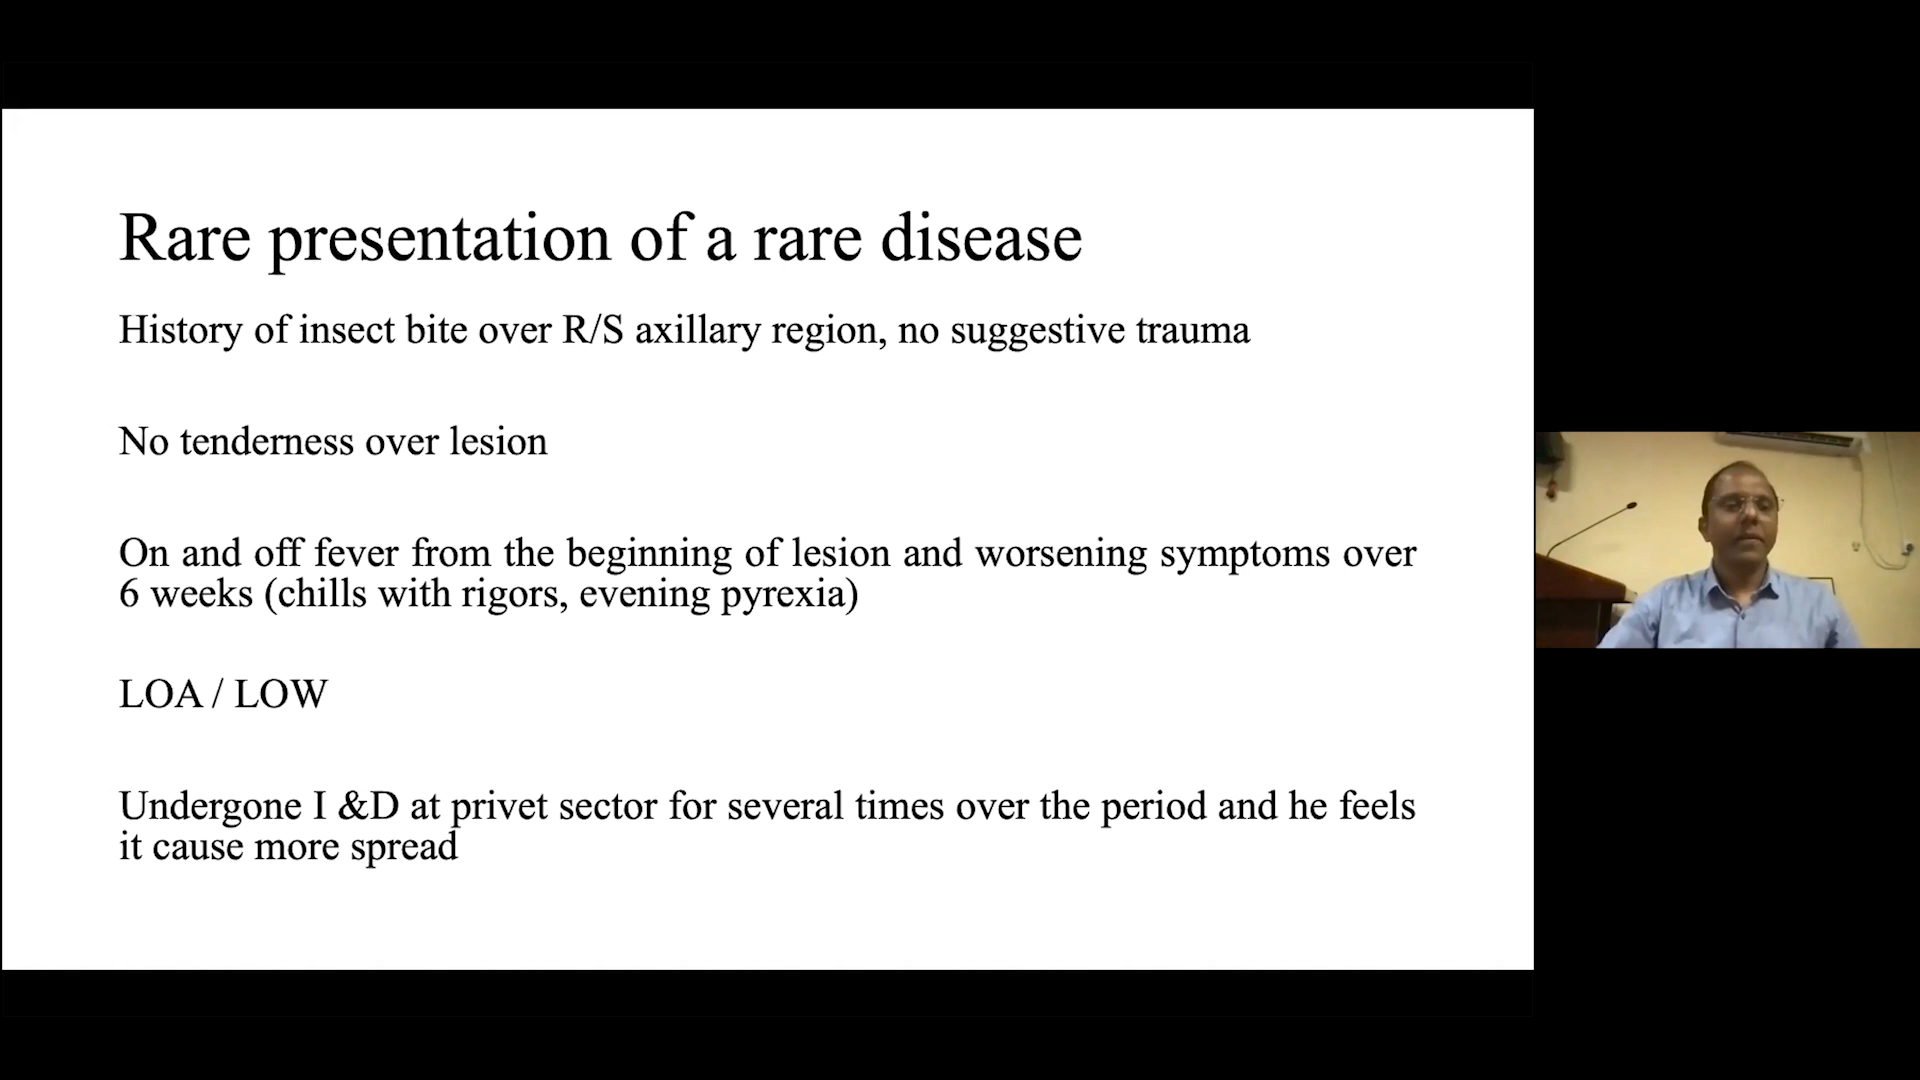 Rare presentation of a rare disease
History of insect bite over R/S axillary region, no suggestive trauma
No tenderness over lesion
On and off fever from the beginning of lesion and worsening symptoms over
6 weeks (chills with rigors, evening pyrexia)
LOA / LOW
Undergone I &D at privet sector for several times over the period and he feels
it cause more spread